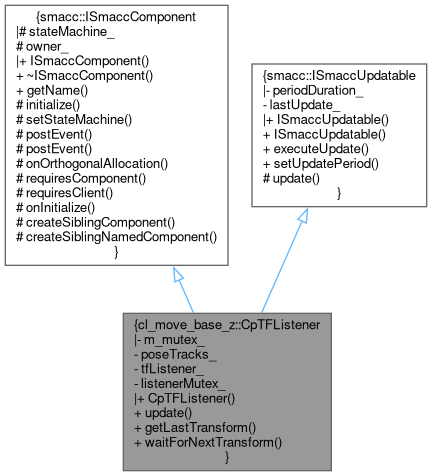 {smacc::ISmaccComponent
|# stateMachine_
# owner_
|+ ISmaccComponent()
+ ~ISmaccComponent()
+ getName()
# initialize()
# setStateMachine()
# postEvent()
# postEvent()
# onOrthogonalAllocation()
# requiresComponent()
# requiresClient()
# onInitialize()
# createSiblingComponent()
# createSiblingNamedComponent()
}
{smacc::ISmaccUpdatable
|- periodDuration_
- lastUpdate_
|+ ISmaccUpdatable()
+ ISmaccUpdatable()
+ executeUpdate()
+ setUpdatePeriod()
# update()
}
{cl_move_base_z::CpTFListener
|- m_mutex_
- poseTracks_
- tfListener_
- listenerMutex_
|+ CpTFListener()
+ update()
+ getLastTransform()
+ waitForNextTransform()
}